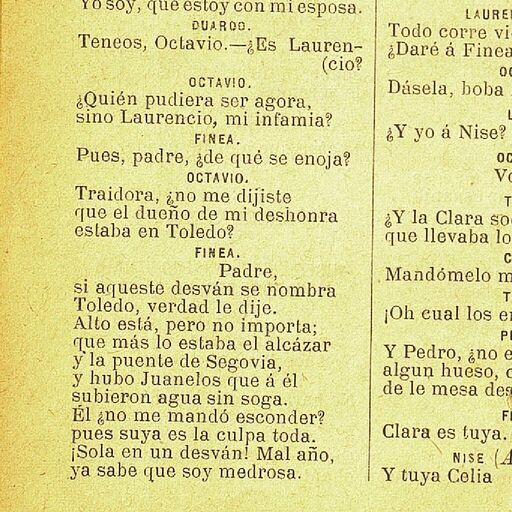 Yo soy, que estoy con mi esposa.
DUARDO.
Teneos, Octavio.—¿Es Lauren-
(cio?
OCTAVIO.
¿Quién pudiera ser agora,
sino Laurencio, mi infamia?
FINEA.
Pues, padre, ¿de qué se enoja?
OCTAVIO.
Traidora, ¿no me dijiste
que el dueño de mi deshonra
estaba en Toledo?
FINEA.
Padre,
si aqueste desván se nombra
Toledo, verdad le dije.
Alto está, pero no importa;
que más lo estaba el alcázar
y la puente de Segovia,
y hubo Juanelos que á él
subieron agua sin soga.
Él ¿no me mandó esconder?
pues suya es la culpa toda.
¡Sola en un desván! Mal año,
ya sabe que soy medrosa.
Todo corre
¿Daré á Finea
Dásela, boba
¿Y yo á Nise?
¿Y la Clara
que llevaba
Mandómelo
¡Oh cual los
Y Pedro, ¿no
algun hueso,
de le mesa
Clara es tuya.
NISE
Y tuya Celia